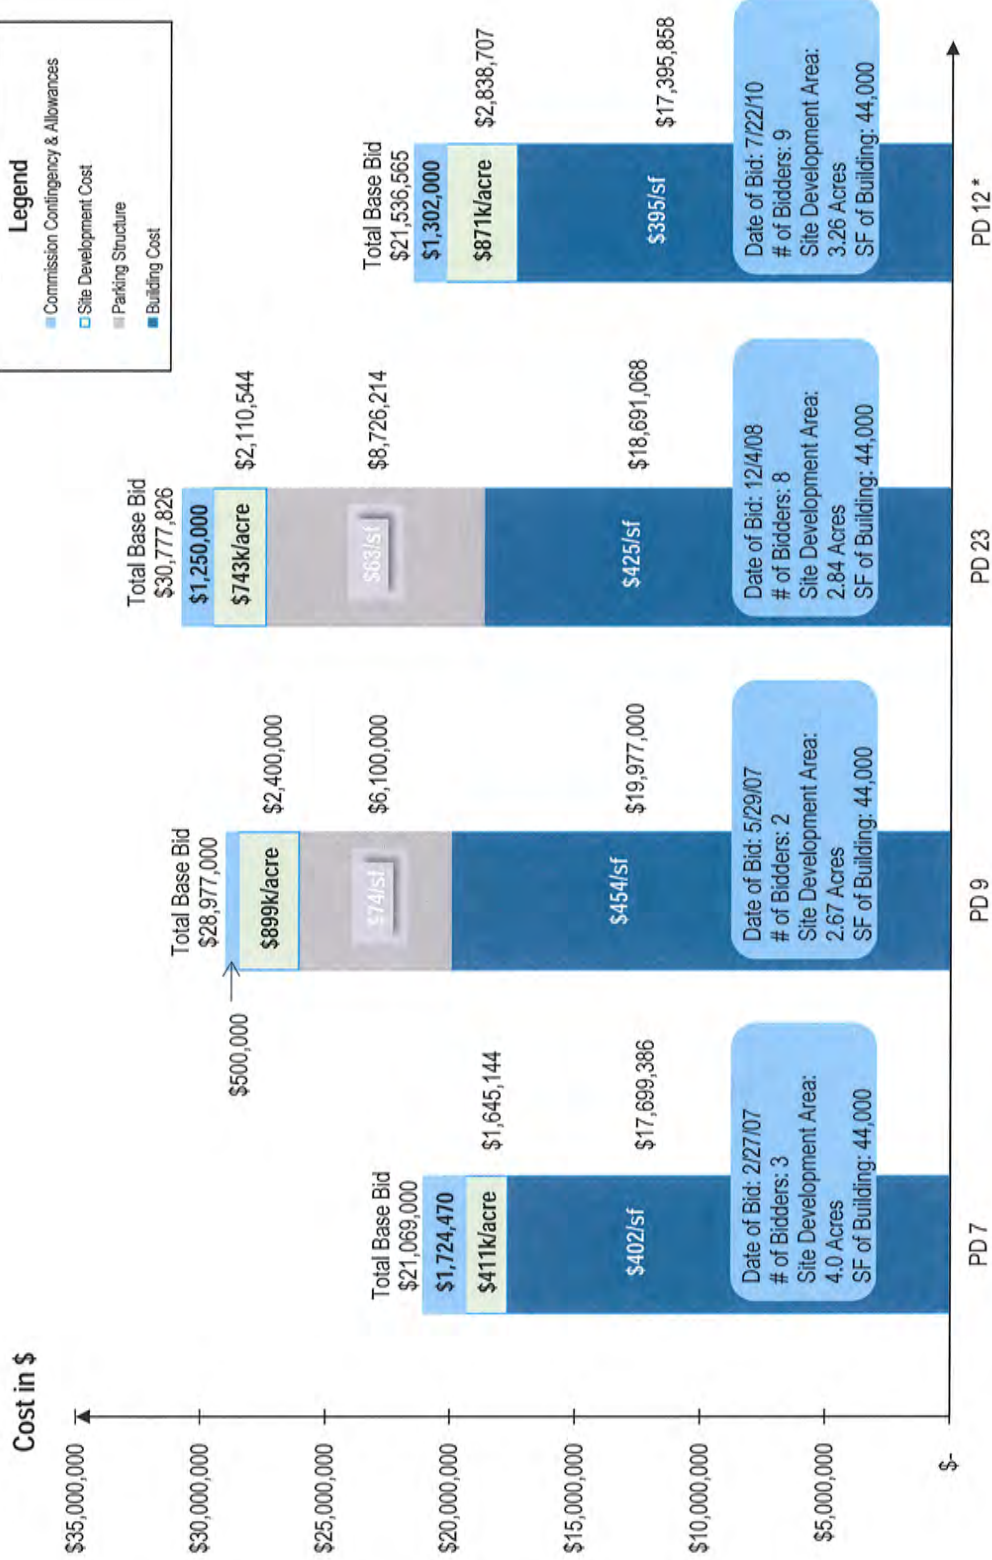 Cost in $
Legend
Commission Contingency & Allowances
Site Development Cost
Parking Structure
Building Cost
$35,000,000
$30,000,000
$25,000,000
$20,000,000
$15,000,000
$10,000,000
$5,000,000
$-
Total Base Bid
$21,069,000
$1,724,470
$411k/acre
$1,645,144
$402/sf
$17,699,386
Date of Bid: 2/27/07
# of Bidders: 3
Site Development Area:
4.0 Acres
SF of Building: 44,000
PD 7
Total Base Bid
$28,977,000
$500,000
$899k/acre
$2,400,000
$74/sf
$6,100,000
$454/sf
$19,977,000
Date of Bid: 5/29/07
# of Bidders: 2
Site Development Area:
2.67 Acres
SF of Building: 44,000
PD 9
Total Base Bid
$30,777,826
$1,250,000
$743k/acre
$2,110,544
$63/sf
$8,726,214
$425/sf
$18,691,068
Date of Bid: 12/4/08
# of Bidders: 8
Site Development Area:
2.84 Acres
SF of Building: 44,000
PD 23
Total Base Bid
$21,536,565
$1,302,000
$871k/acre
$2,838,707
$395/sf
$17,395,858
Date of Bid: 7/22/10
# of Bidders: 9
Site Development Area:
3.26 Acres
SF of Building: 44,000
PD 12 *